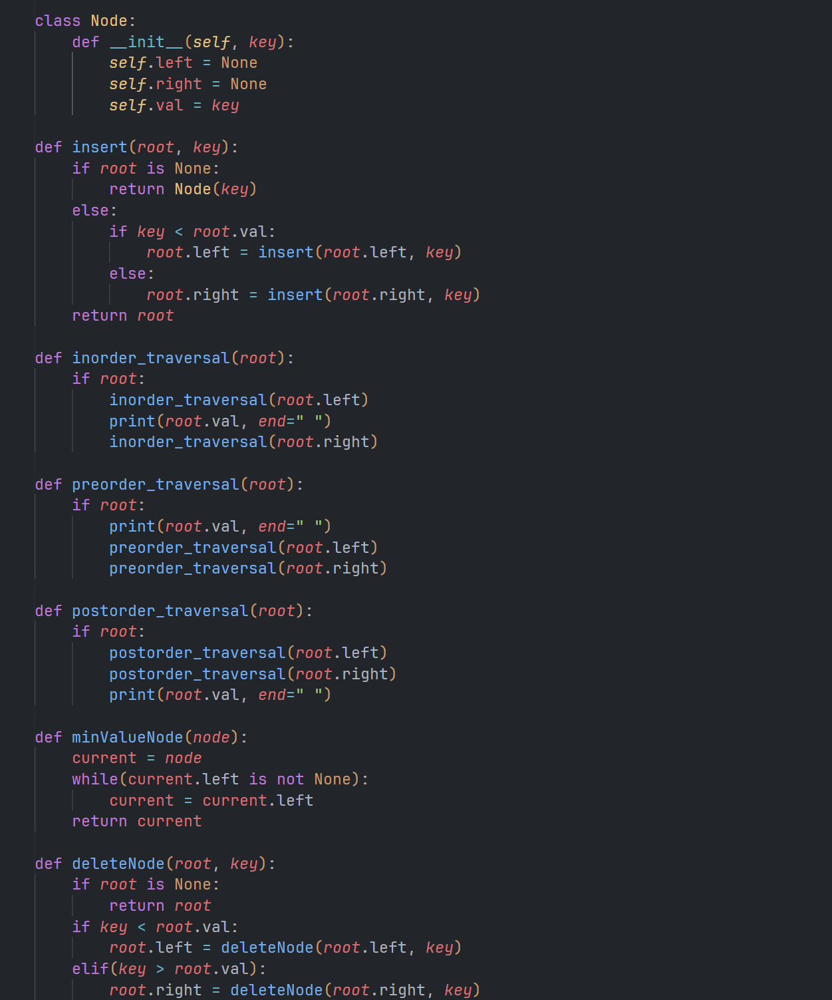 class Node:
    def __init__(self, key):
        self.left = None
        self.right = None
        self.val = key

def insert(root, key):
    if root is None:
        return Node(key)
    else:
        if key < root.val:
            root.left = insert(root.left, key)
        else:
            root.right = insert(root.right, key)
    return root

def inorder_traversal(root):
    if root:
        inorder_traversal(root.left)
        print(root.val, end=" ")
        inorder_traversal(root.right)

def preorder_traversal(root):
    if root:
        print(root.val, end=" ")
        preorder_traversal(root.left)
        preorder_traversal(root.right)

def postorder_traversal(root):
    if root:
        postorder_traversal(root.left)
        postorder_traversal(root.right)
        print(root.val, end=" ")

def minValueNode(node):
    current = node
    while(current.left is not None):
        current = current.left
    return current

def deleteNode(root, key):
    if root is None:
        return root
    if key < root.val:
        root.left = deleteNode(root.left, key)
    elif(key > root.val):
        root.right = deleteNode(root.right, key)